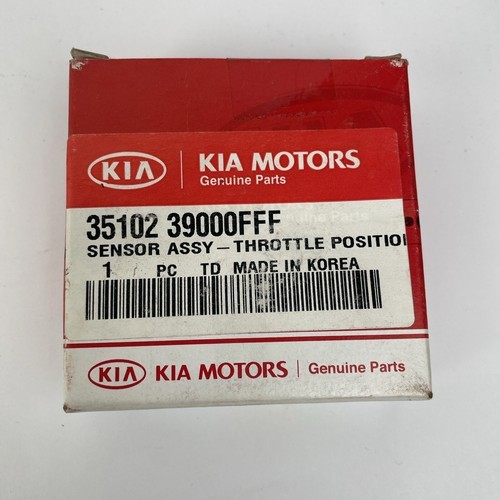 KIA KIA MOTORS
Genuine Parts
35102 39000FFF
SENSOR ASSY-THROTTLE POSITIO
1 PC TD MADE IN KOREA
KIA KIA MOTORS Genuine Parts